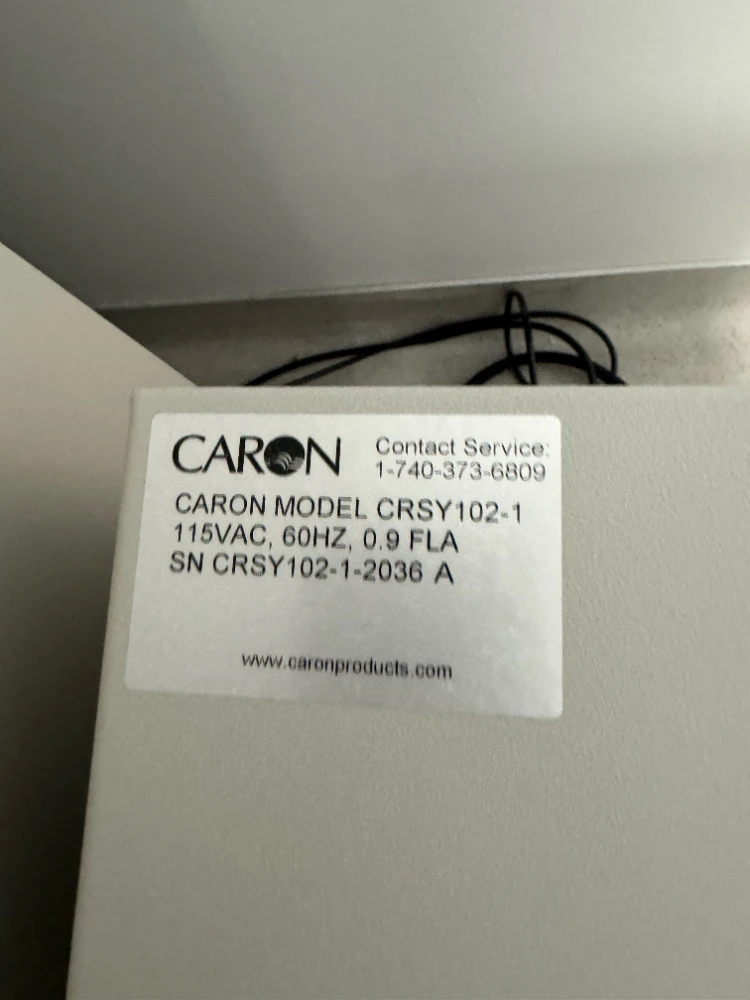 CARON
Contact Service:
1-740-373-6809
CARON MODEL CRSY102-1
115VAC, 60HZ, 0.9 FLA
SN CRSY102-1-2036 A
www.caronproducts.com